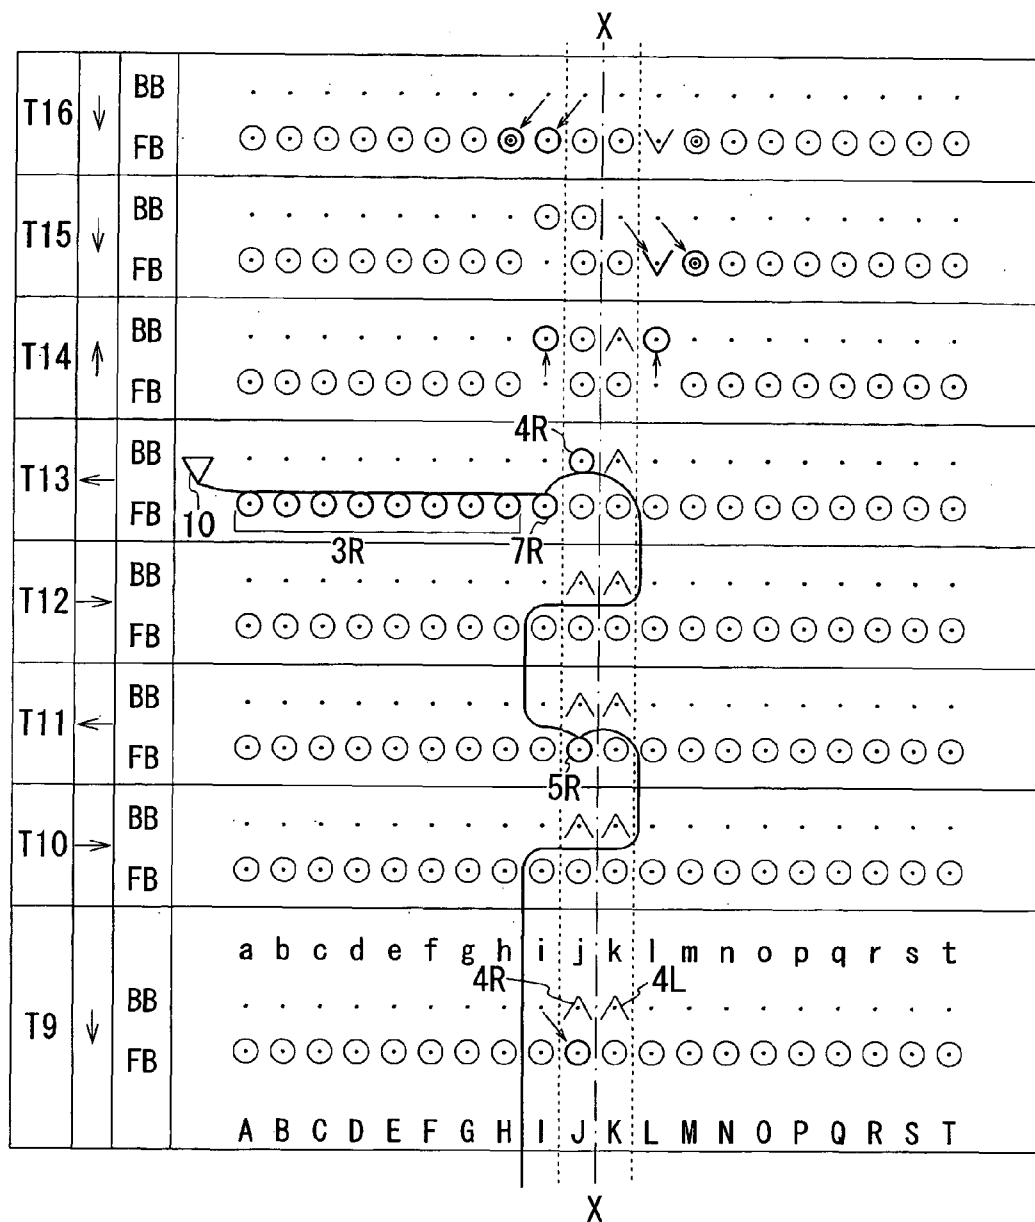 X
T16 ↓ BB
FB
T15 ↓ BB
FB
T14 ↑ BB
FB
4R
T13 ← BB
FB
10 3R 7R
T12 → BB
FB
T11 ← BB
FB
5R
T10 → BB
FB
a b c d e f g h i j k l m n o p q r s t
4R 4L
T9 ↓ BB
FB
A B C D E F G H I J K L M N O P Q R S T
X